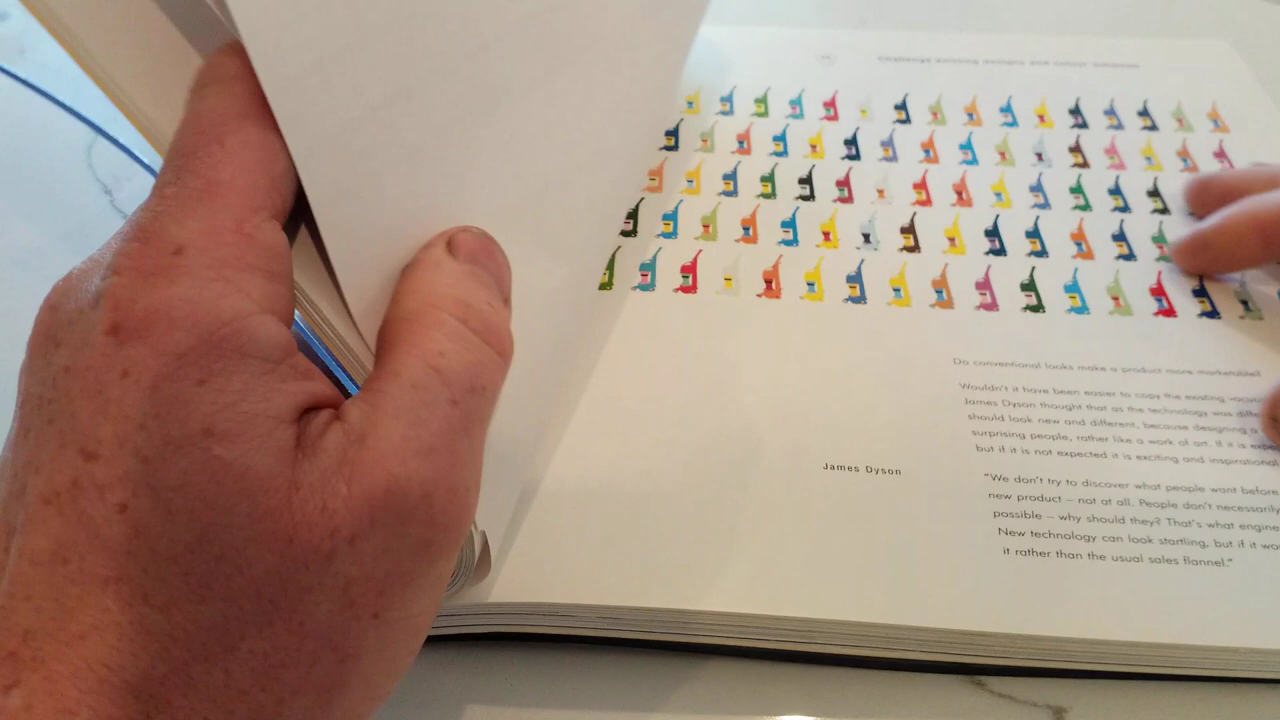 Challenge existing designs and colour schemes
Do conventional looks make a product more marketable?
Wouldn't it have been easier to copy the existing
James Dyson thought that as the technology was
should look new and different, because designing a
surprising people, rather like a work of art. If it is
but if it is not expected it is exciting and inspirational
James Dyson
"We don't try to discover what people want before
new product – not at all. People don't necessarily
possible – why should they? That's what
New technology can look startling, but if it
it rather than the usual sales flannel."